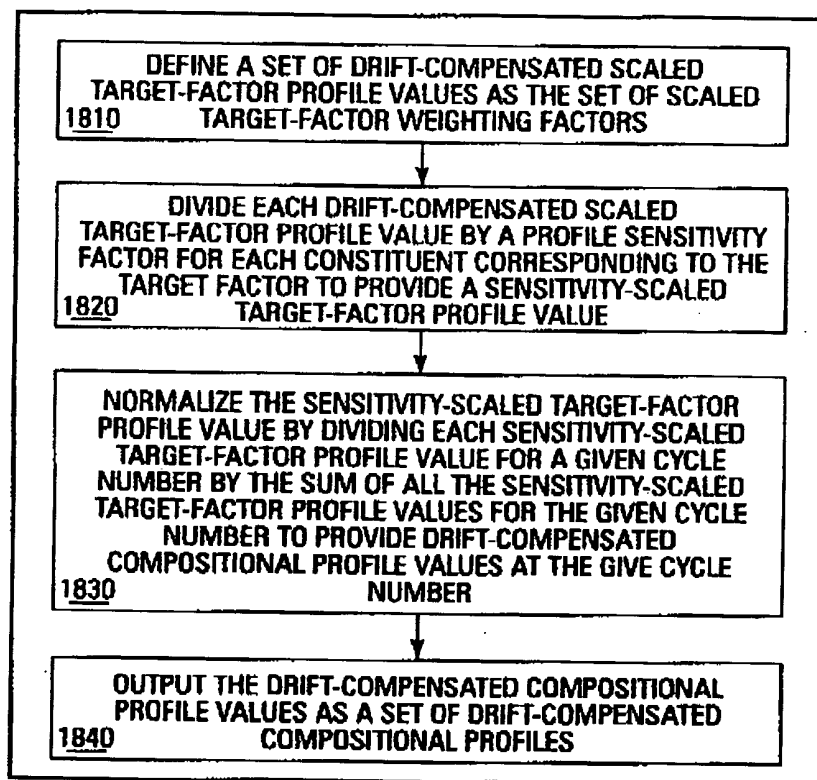 DEFINE A SET OF DRIFT-COMPENSATED SCALED
TARGET-FACTOR PROFILE VALUES AS THE SET OF SCALED
1810 TARGET-FACTOR WEIGHTING FACTORS
DIVIDE EACH DRIFT-COMPENSATED SCALED
TARGET-FACTOR PROFILE VALUE BY A PROFILE SENSITIVITY
FACTOR FOR EACH CONSTITUENT CORRESPONDING TO THE
TARGET FACTOR TO PROVIDE A SENSITIVITY-SCALED
1820 TARGET-FACTOR PROFILE VALUE
NORMALIZE THE SENSITIVITY-SCALED TARGET-FACTOR
PROFILE VALUE BY DIVIDING EACH SENSITIVITY-SCALED
TARGET-FACTOR PROFILE VALUE FOR A GIVEN CYCLE
NUMBER BY THE SUM OF ALL THE SENSITIVITY-SCALED
TARGET-FACTOR PROFILE VALUES FOR THE GIVEN CYCLE
NUMBER TO PROVIDE DRIFT-COMPENSATED
COMPOSITIONAL PROFILE VALUES AT THE GIVE CYCLE
1830 NUMBER
OUTPUT THE DRIFT-COMPENSATED COMPOSITIONAL
PROFILE VALUES AS A SET OF DRIFT-COMPENSATED
1840 COMPOSITIONAL PROFILES